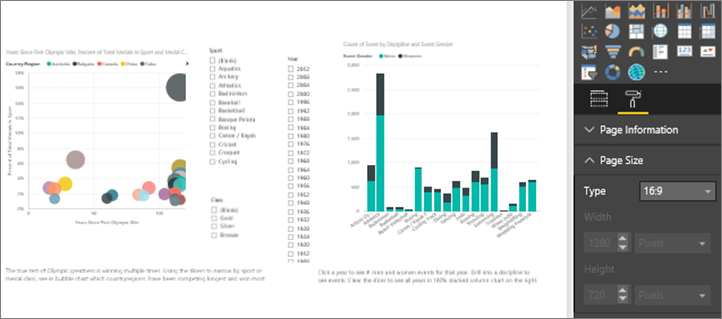 Years Since First Olympic Win, Percent of Total Medals in Sport and Medal C...
Country/Region Australia Bulgaria Canada China Cuba
Percent of Total Medals in Sport
0
50
100
Years Since First Olympic Win
Sport
(Blank)
Aquatics
Archery
Athletics
Badminton
Baseball
Basketball
Basque Pelota
Boxing
Canoe / Kayak
Cricket
Croquet
Cycling
Class
(Blank)
Gold
Silver
Bronze
Year
2012
2008
2004
2000
1996
1992
1988
1984
1980
1976
1972
1968
1964
1960
1956
1952
1948
1936
1932
1928
1924
1920
1912
1908
Count of Event by Discipline and Event Gender
Event Gender Men Women
3,000
2,500
2,000
1,500
1,000
500
0
The true test of Olympic greatness is winning multiple times. Using the slicers to narrow by sport or
medal class, see in bubble chart which countryregions have been competing longest and won most.
Click a year to see # men and women events for that year. Drill into a discipline to
see events. Clear the slicer to see all years in 100% stacked column chart on the right.
Page Information
Page Size
Type 16:9
Width
1280 Pixels
Height
720 Pixels